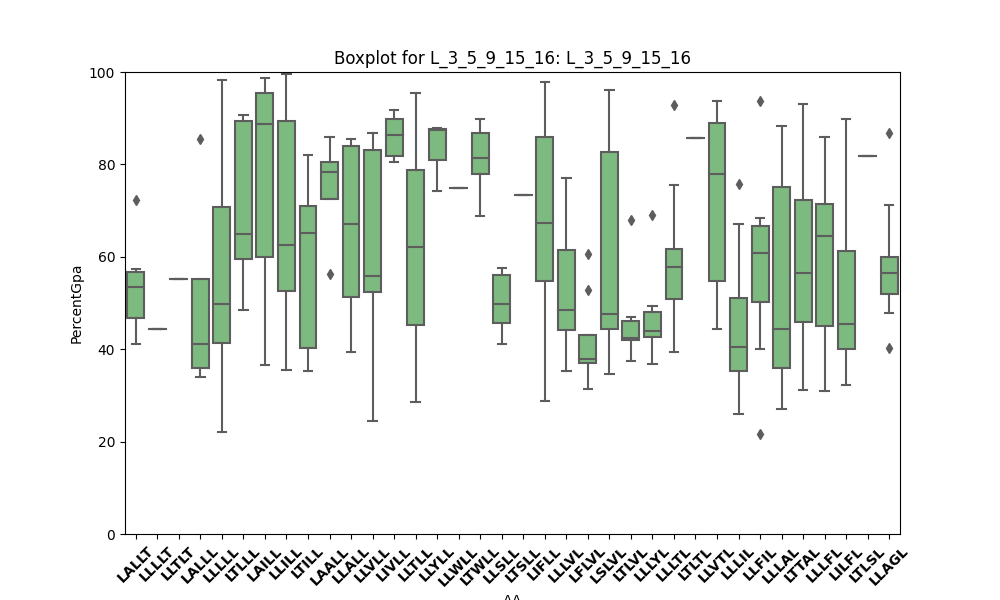 Boxplot for L_3_5_9_15_16: L_3_5_9_15_16
PercentGpa
100
80
60
40
20
0
LALLT LLLLT LLTLT LALLL LLLLL LTLLL LAILL LLILL LTILL LAALL LLALL LLVLL LIVLL LLTLL LLYLL LLWLL LTWLL LLSLL LTSLL LIFLL LLLVL LFLVL LSLVL LTLVL LLLYL LLLTL LTLTL LLVTL LLLIL LLFIL LLLAL LTTAL LLLFL LILFL LTLSL LLAGL
AA